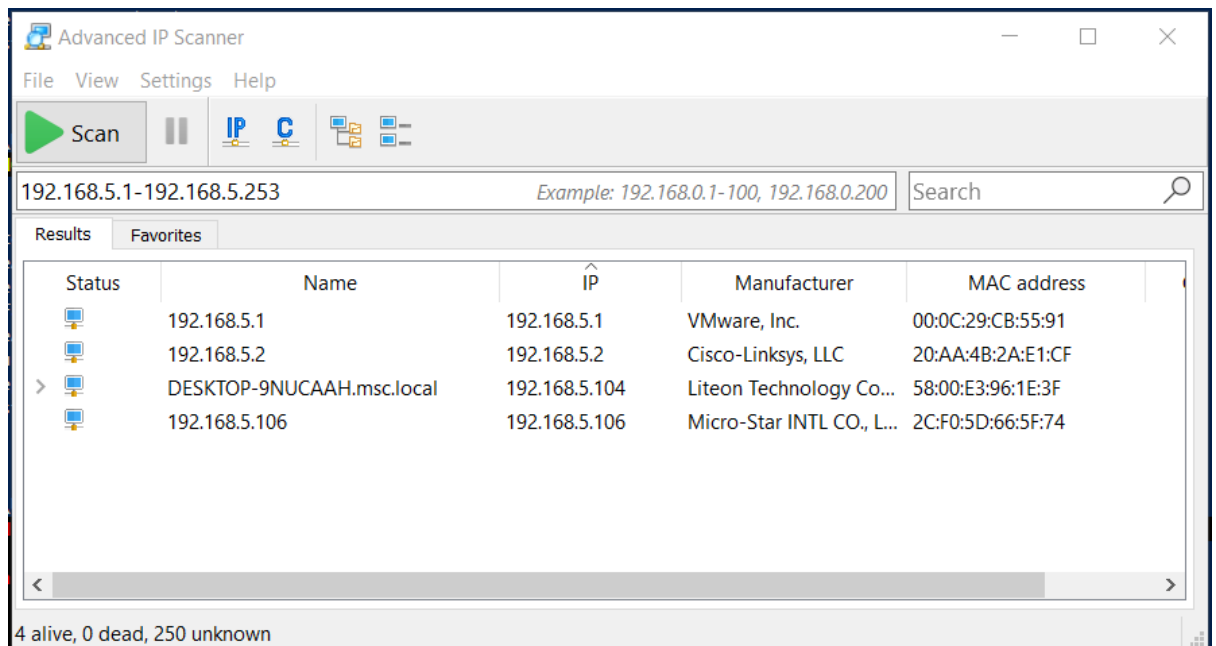 Advanced IP Scanner
File View Settings Help
Scan IP C
192.168.5.1-192.168.5.253 Example: 192.168.0.1-100, 192.168.0.200 Search
Results Favorites
Status Name IP Manufacturer MAC address
192.168.5.1 192.168.5.1 VMware, Inc. 00:0C:29:CB:55:91
192.168.5.2 192.168.5.2 Cisco-Linksys, LLC 20:AA:4B:2A:E1:CF
DESKTOP-9NUCAAH.msc.local 192.168.5.104 Liteon Technology Co... 58:00:E3:96:1E:3F
192.168.5.106 192.168.5.106 Micro-Star INTL CO., L... 2C:F0:5D:66:5F:74
4 alive, 0 dead, 250 unknown